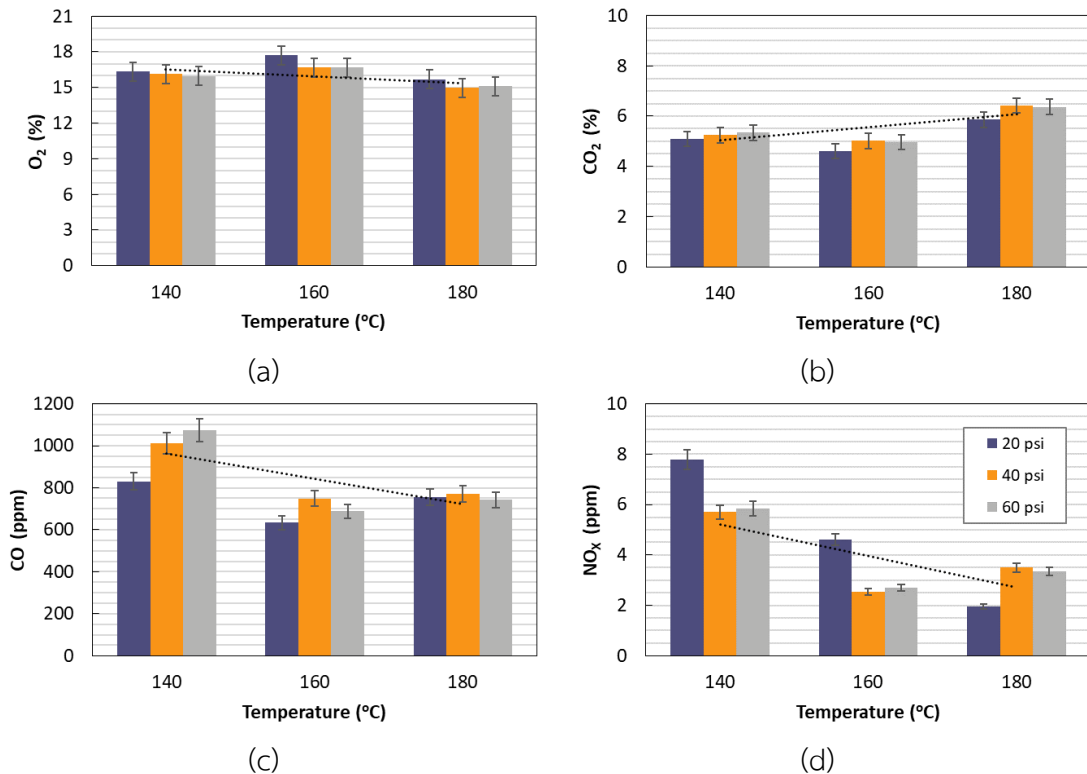 21
18
15
12
9
6
3
0
O₂ (%)
140 160 180
Temperature (°C)
(a)
10
8
6
4
2
0
CO₂ (%)
140 160 180
Temperature (°C)
(b)
1200
1000
800
600
400
200
0
CO (ppm)
140 160 180
Temperature (°C)
(c)
10
8
6
4
2
0
NOₓ (ppm)
20 psi
40 psi
60 psi
140 160 180
Temperature (°C)
(d)